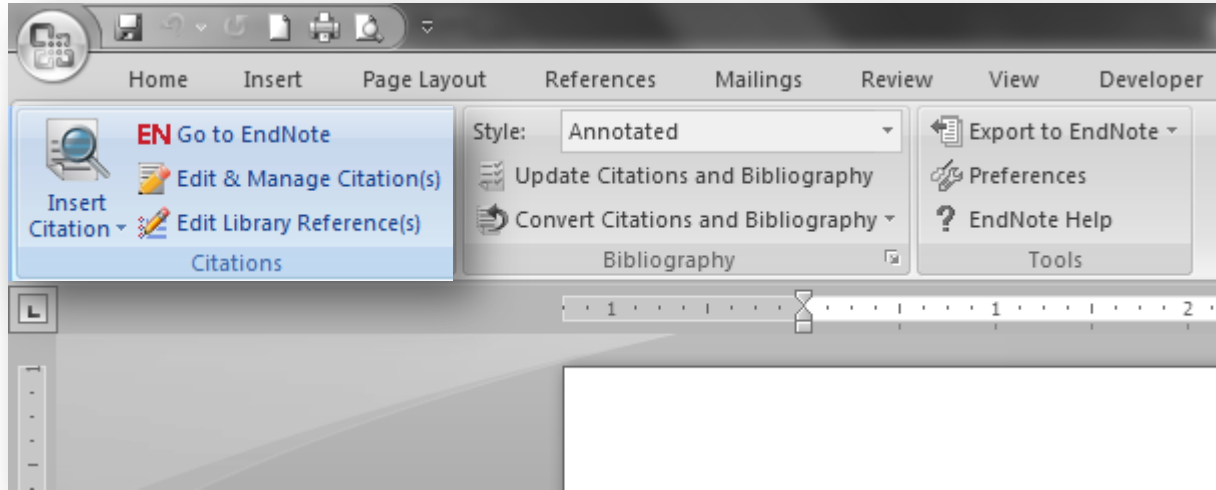 Home Insert Page Layout References Mailings Review View Developer
EN Go to EndNote
Edit & Manage Citation(s)
Insert
Citation
Edit Library Reference(s)
Citations
Style: Annotated
Update Citations and Bibliography
Convert Citations and Bibliography
Bibliography
Export to EndNote
Preferences
? EndNote Help
Tools
L
1 1 2
1